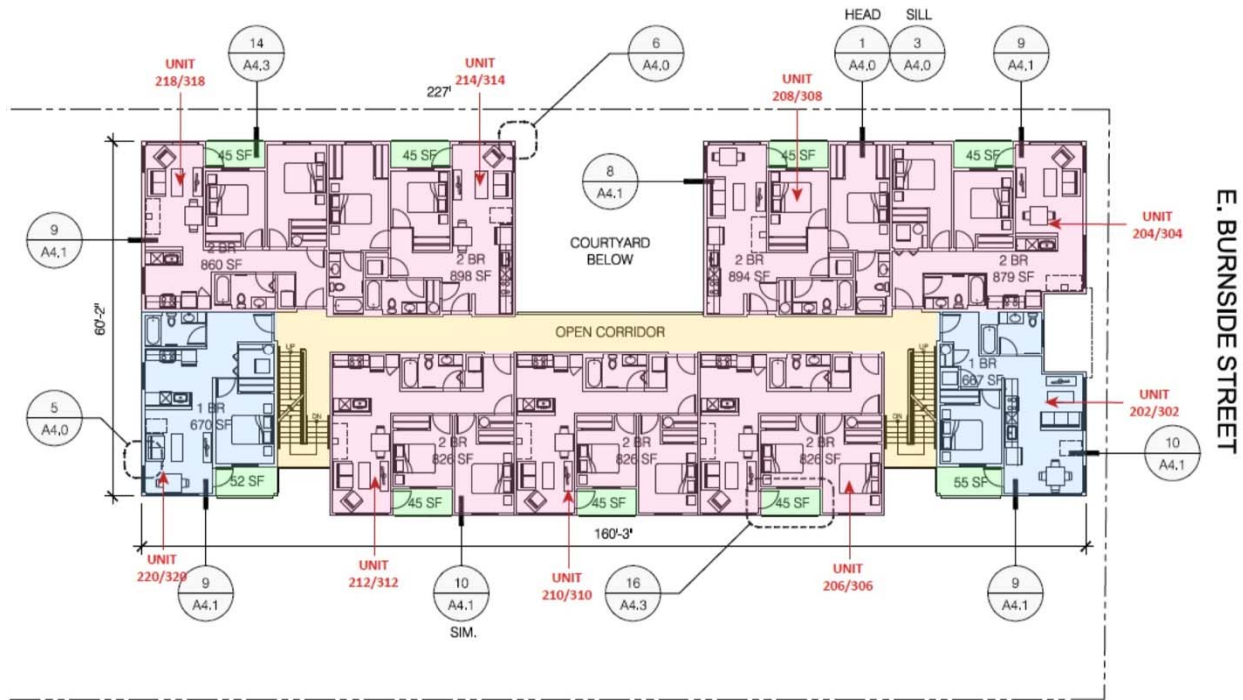 HEAD SILL
14
A4.3
6
A4.0
1
A4.0
3
A4.0
9
A4.1
UNIT
218/318
UNIT
214/314
UNIT
208/308
227'
45 SF
45 SF
45 SF
45 SF
8
A4.1
E. BURNSIDE STREET
UNIT
204/304
9
A4.1
COURTYARD
BELOW
2 BR
860 SF
2 BR
898 SF
2 BR
894 SF
2 BR
879 SF
60'-2"
OPEN CORRIDOR
UP
UP
1 BR
667 SF
UNIT
202/302
5
A4.0
1 BR
670 SF
DN
DN
2 BR
826 SF
2 BR
826 SF
2 BR
826 SF
10
A4.1
52 SF
45 SF
45 SF
45 SF
55 SF
160'-3"
UNIT
220/320
UNIT
212/312
UNIT
210/310
UNIT
206/306
9
A4.1
10
A4.1
SIM.
16
A4.3
9
A4.1